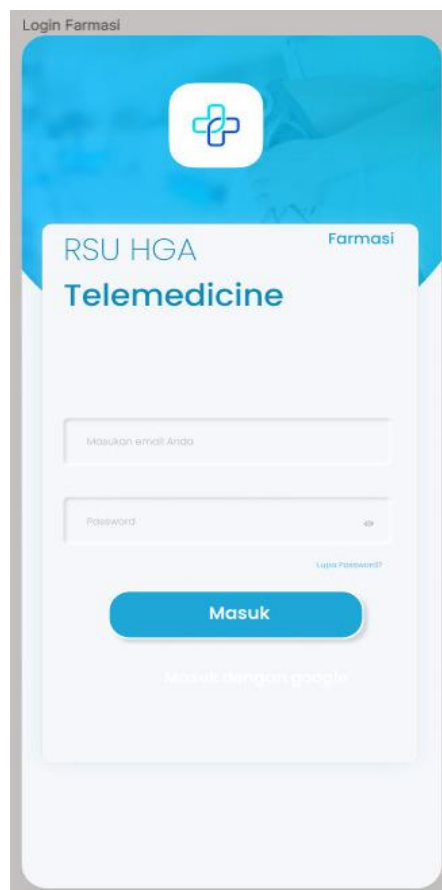 Login Farmasi
Farmasi
RSU HGA
Telemedicine
Masukan email Anda
Password
Lupa Password?
Masuk
Masuk dengan google